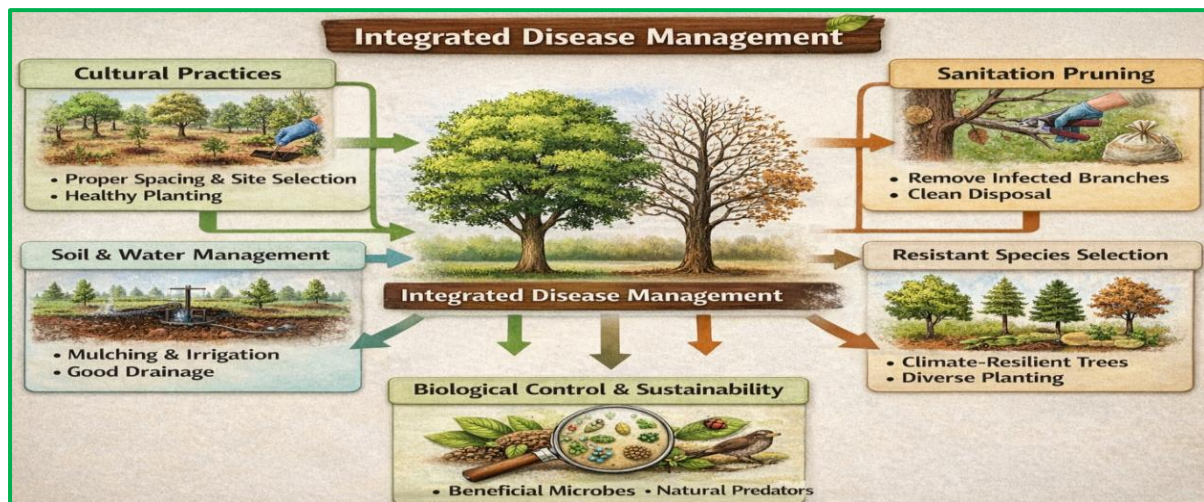 Integrated Disease Management
Cultural Practices
• Proper Spacing & Site Selection
• Healthy Planting
Sanitation Pruning
• Remove Infected Branches
• Clean Disposal
Soil & Water Management
• Mulching & Irrigation
• Good Drainage
Integrated Disease Management
Resistant Species Selection
• Climate-Resilient Trees
• Diverse Planting
Biological Control & Sustainability
• Beneficial Microbes • Natural Predators